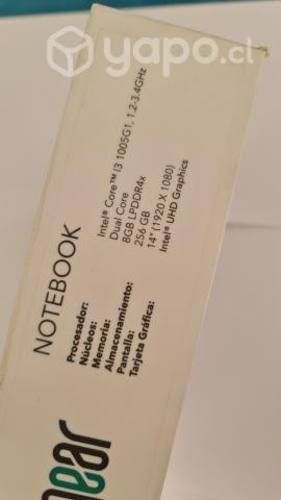 yapo.cl
NOTEBOOK
Procesador: Intel® Core™ I3 1005G1, 1.2-3.4GHz
Núcleos: Dual Core
Memoria: 8GB LPDDR4x
Almacenamiento: 256 GB
Pantalla: 14" (1920 X 1080)
Tarjeta Gráfica: Intel® UHD Graphics